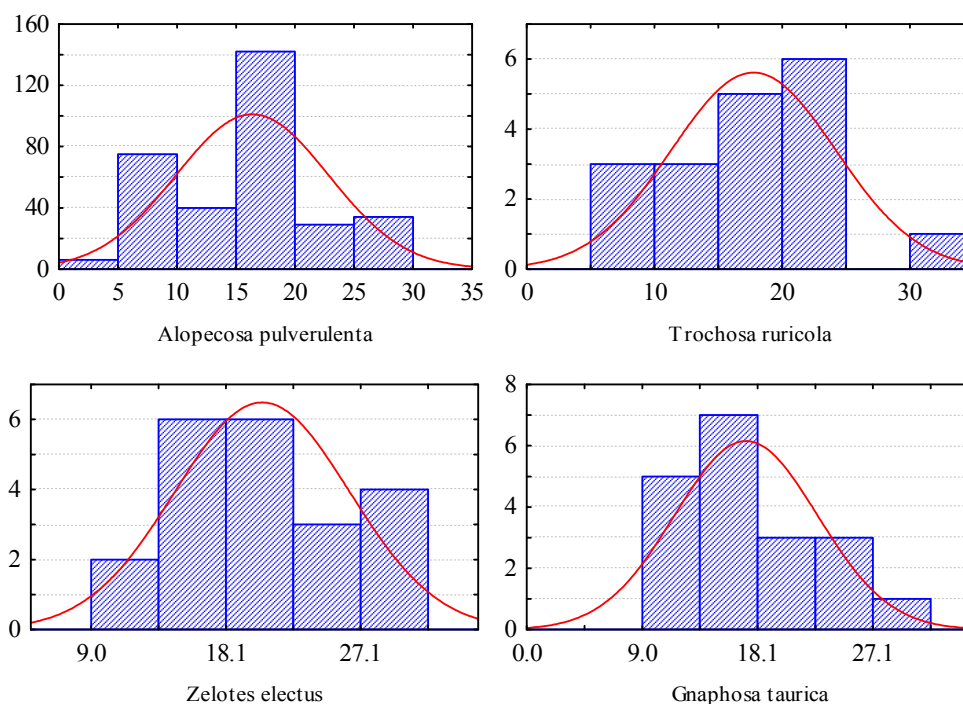 160
120
80
40
0
0 5 10 15 20 25 30 35
Alopecosa pulverulenta
6
4
2
0
0 10 20 30
Trochosa ruricola
6
4
2
0
9.0 18.1 27.1
Zelotes electus
8
6
4
2
0
0.0 9.0 18.1 27.1
Gnaphosa taurica